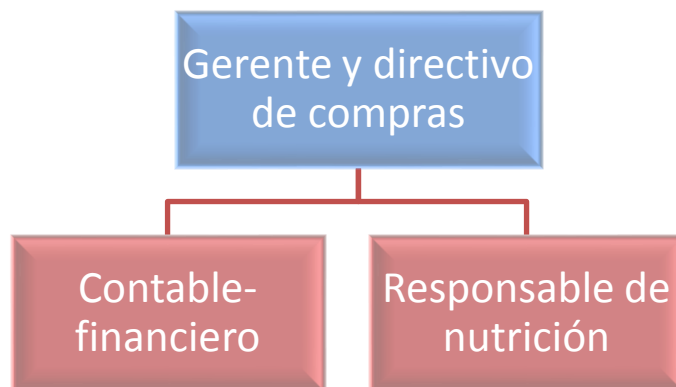 Gerente y directivo
de compras
Contable-
financiero
Responsable de
nutrición